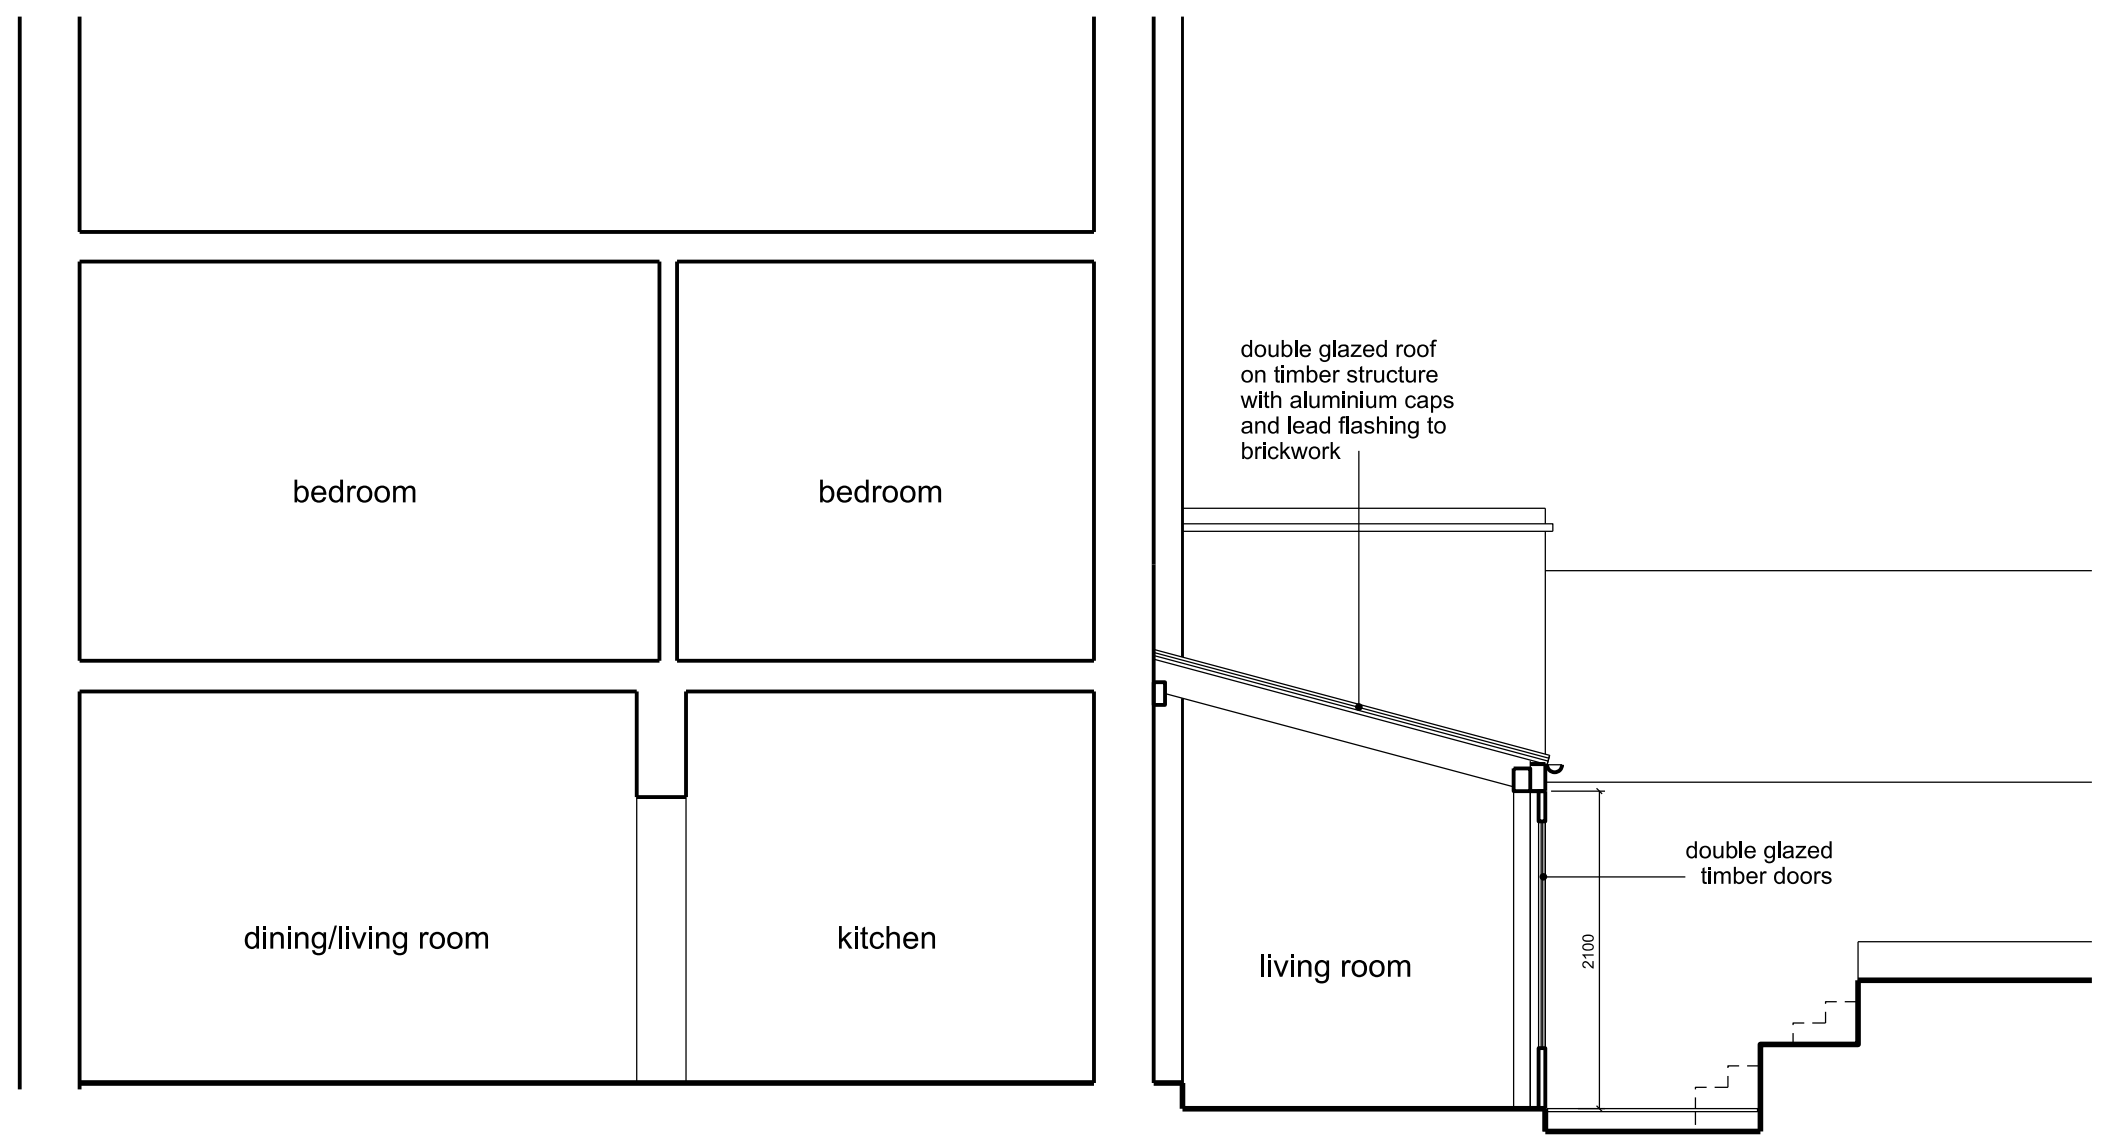 double glazed roof
on timber structure
with aluminium caps
and lead flashing to
brickwork
bedroom
bedroom
double glazed
timber doors
dining/living room
kitchen
living room
2100